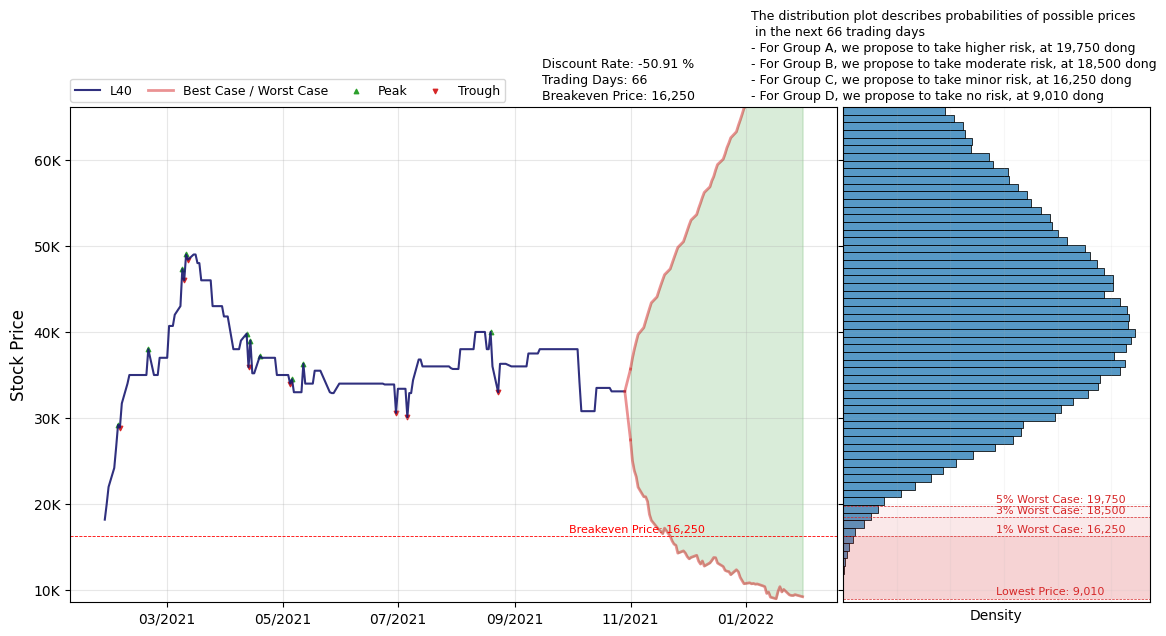 The distribution plot describes probabilities of possible prices
in the next 66 trading days
- For Group A, we propose to take higher risk, at 19,750 dong
- For Group B, we propose to take moderate risk, at 18,500 dong
- For Group C, we propose to take minor risk, at 16,250 dong
- For Group D, we propose to take no risk, at 9,010 dong
Discount Rate: -50.91 %
Trading Days: 66
Breakeven Price: 16,250
L40
Best Case / Worst Case
Peak
Trough
Stock Price
60K
50K
40K
30K
20K
10K
Breakeven Price: 16,250
03/2021
05/2021
07/2021
09/2021
11/2021
01/2022
5% Worst Case: 19,750
3% Worst Case: 18,500
1% Worst Case: 16,250
Lowest Price: 9,010
Density